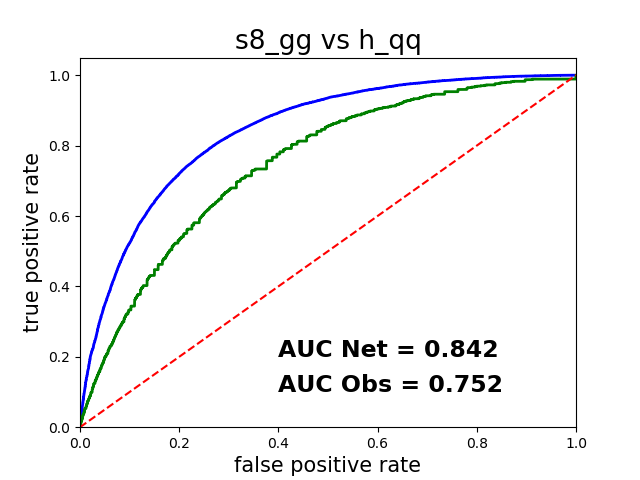 s8_gg vs h_qq
1.0
0.8
0.6
0.4
0.2
0.0
true positive rate
AUC Net = 0.842
AUC Obs = 0.752
0.0 0.2 0.4 0.6 0.8 1.0
false positive rate